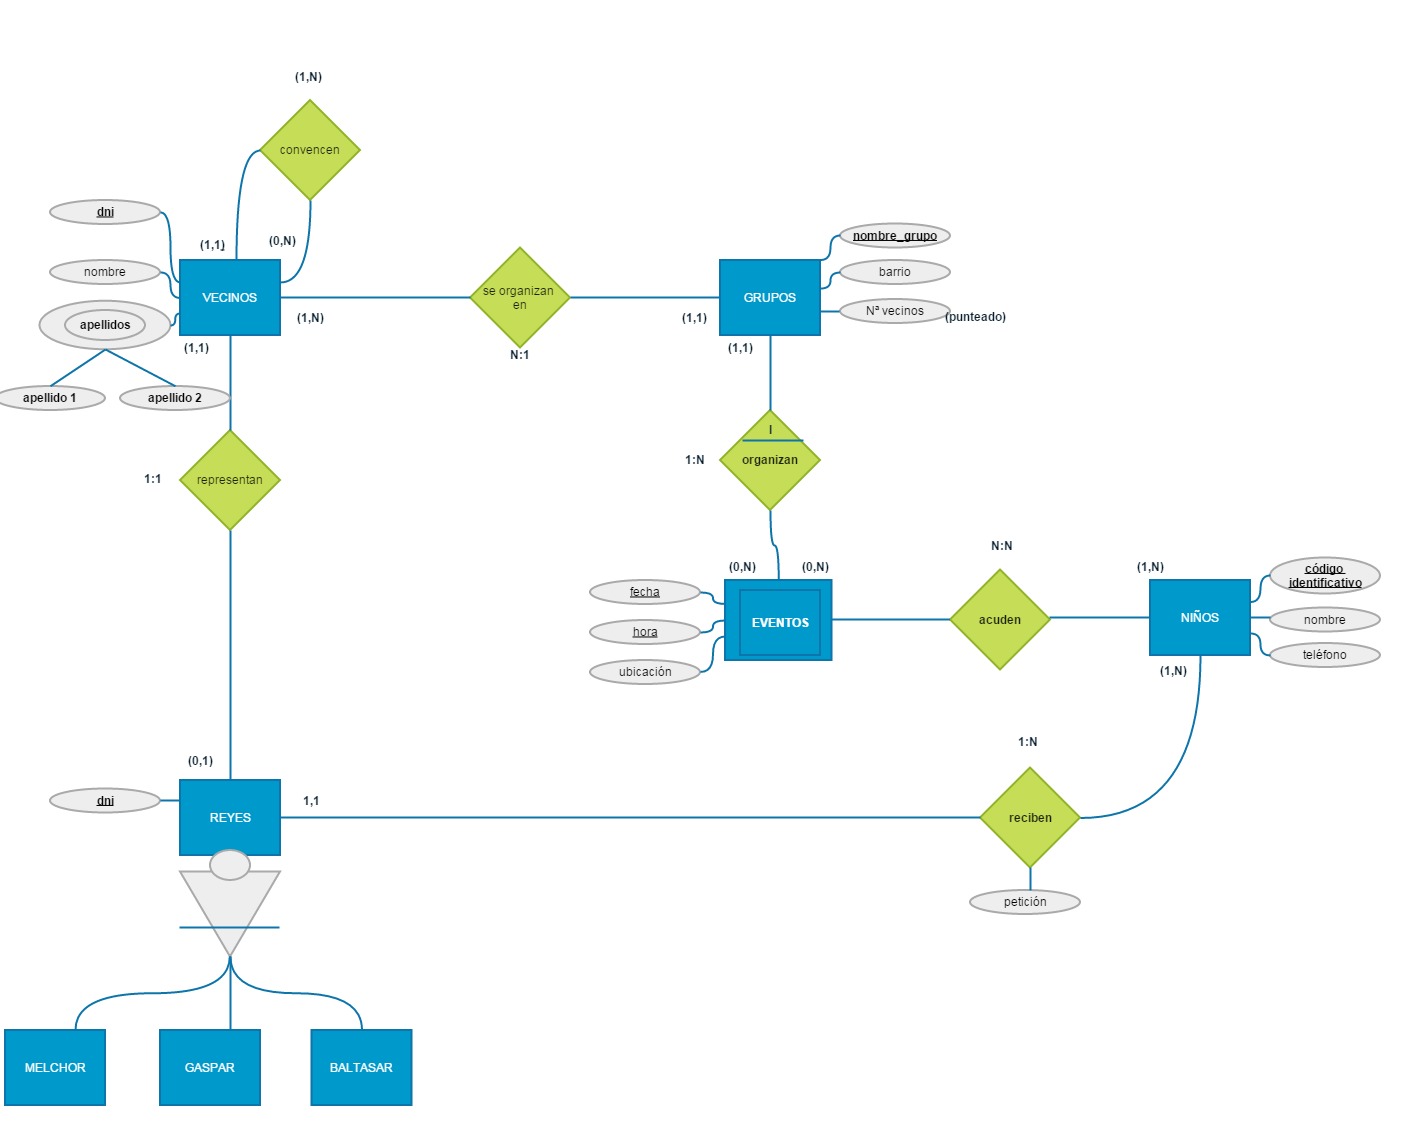 (1,N)
convencen
dni
(1,1)
(0,N)
nombre
VECINOS
apellidos
(1,1)
(1,N)
apellido 1
apellido 2
se organizan
en
N:1
(1,1)
GRUPOS
nombre_grupo
barrio
Nª vecinos
(punteado)
(1,1)
I
organizan
1:N
1:1
representan
N:N
(0,N)
(0,N)
fecha
hora
ubicación
EVENTOS
acuden
(1,N)
NIÑOS
código
identificativo
nombre
teléfono
(1,N)
1:N
(0,1)
dni
REYES
1,1
reciben
petición
MELCHOR
GASPAR
BALTASAR